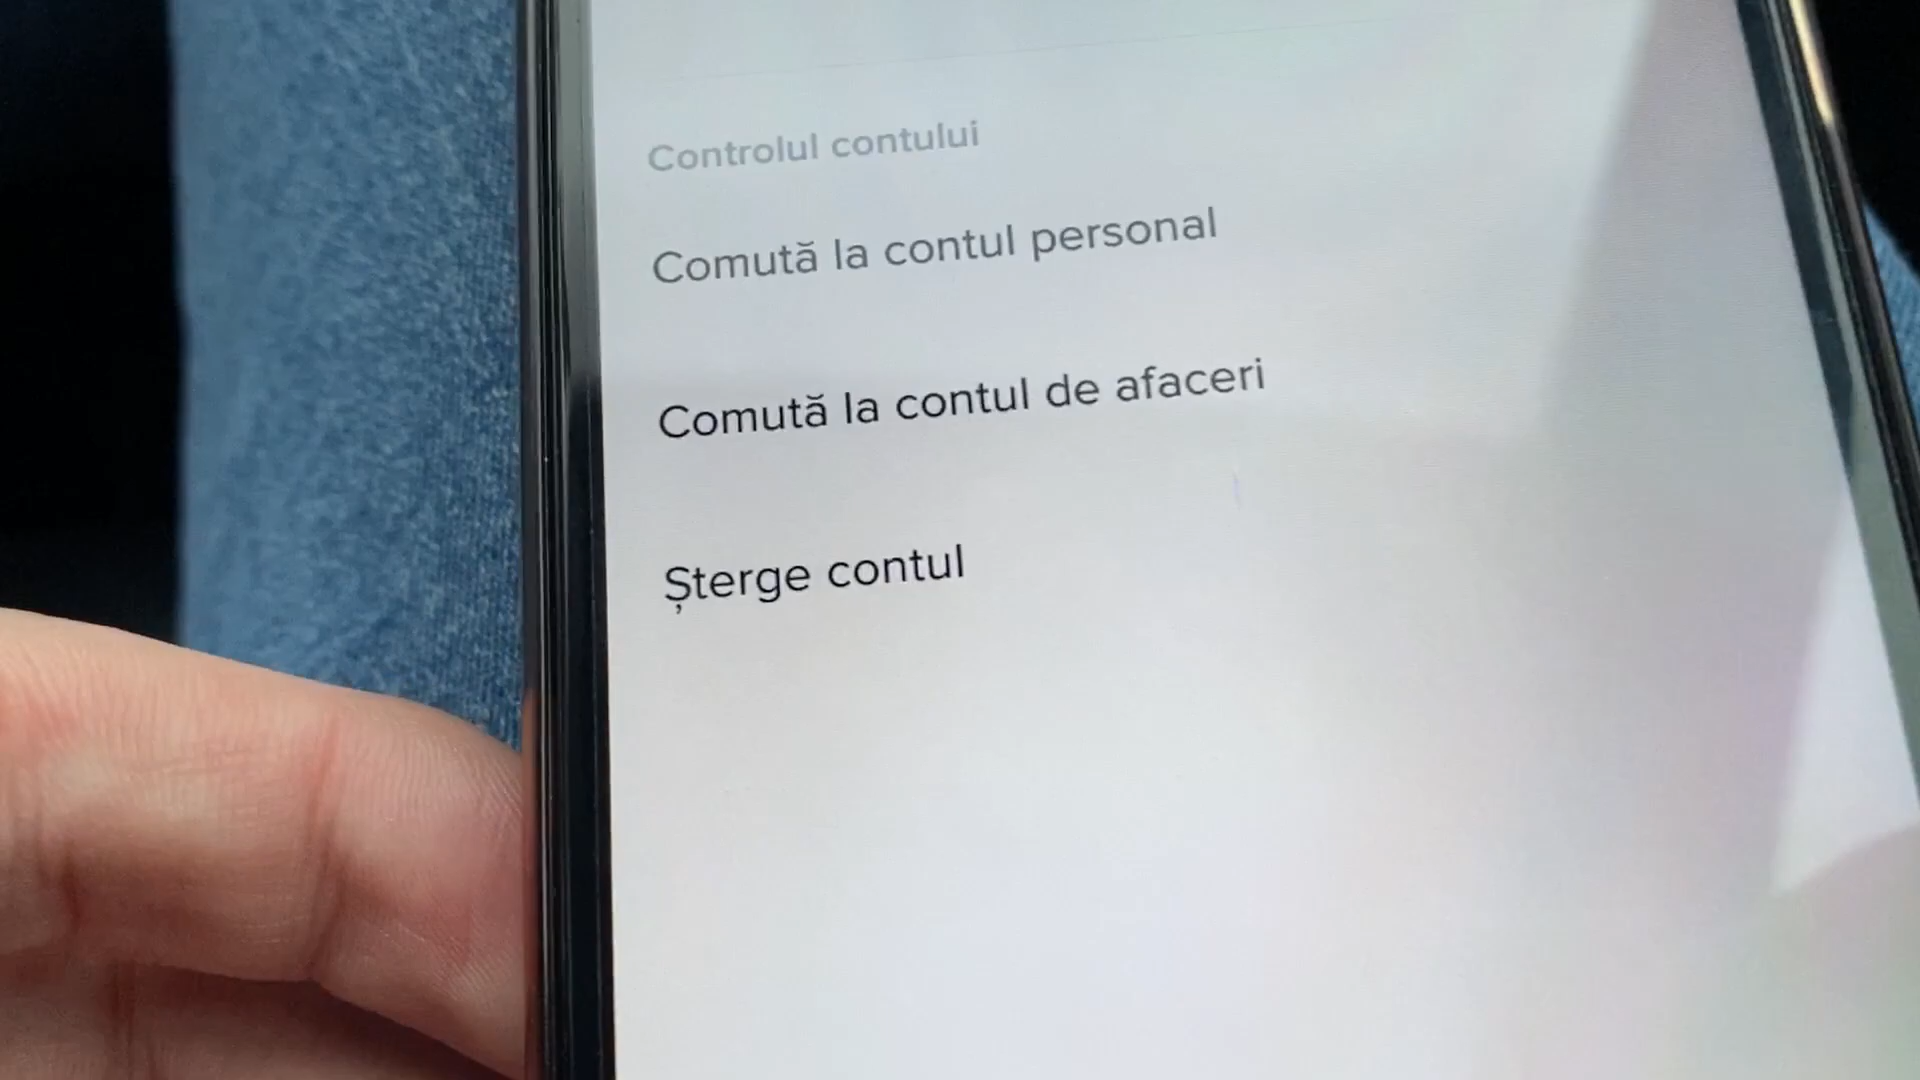 Controlul contului
Comută la contul personal
Comută la contul de afaceri
Șterge contul